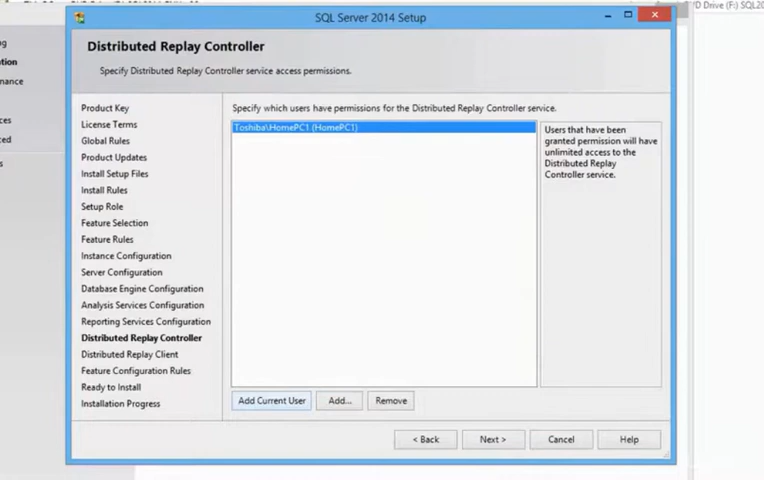 SQL Server 2014 Setup
Distributed Replay Controller
Specify Distributed Replay Controller service access permissions.
Product Key
License Terms
Global Rules
Product Updates
Install Setup Files
Install Rules
Setup Role
Feature Selection
Feature Rules
Instance Configuration
Server Configuration
Database Engine Configuration
Analysis Services Configuration
Reporting Services Configuration
Distributed Replay Controller
Distributed Replay Client
Feature Configuration Rules
Ready to Install
Installation Progress
Specify which users have permissions for the Distributed Replay Controller service.
Toshiba\HomePC1 (HomePC1)
Users that have been
granted permission will have
unlimited access to the
Distributed Replay
Controller service.
Add Current User
Add...
Remove
< Back
Next >
Cancel
Help
D Drive (F:) SQL20